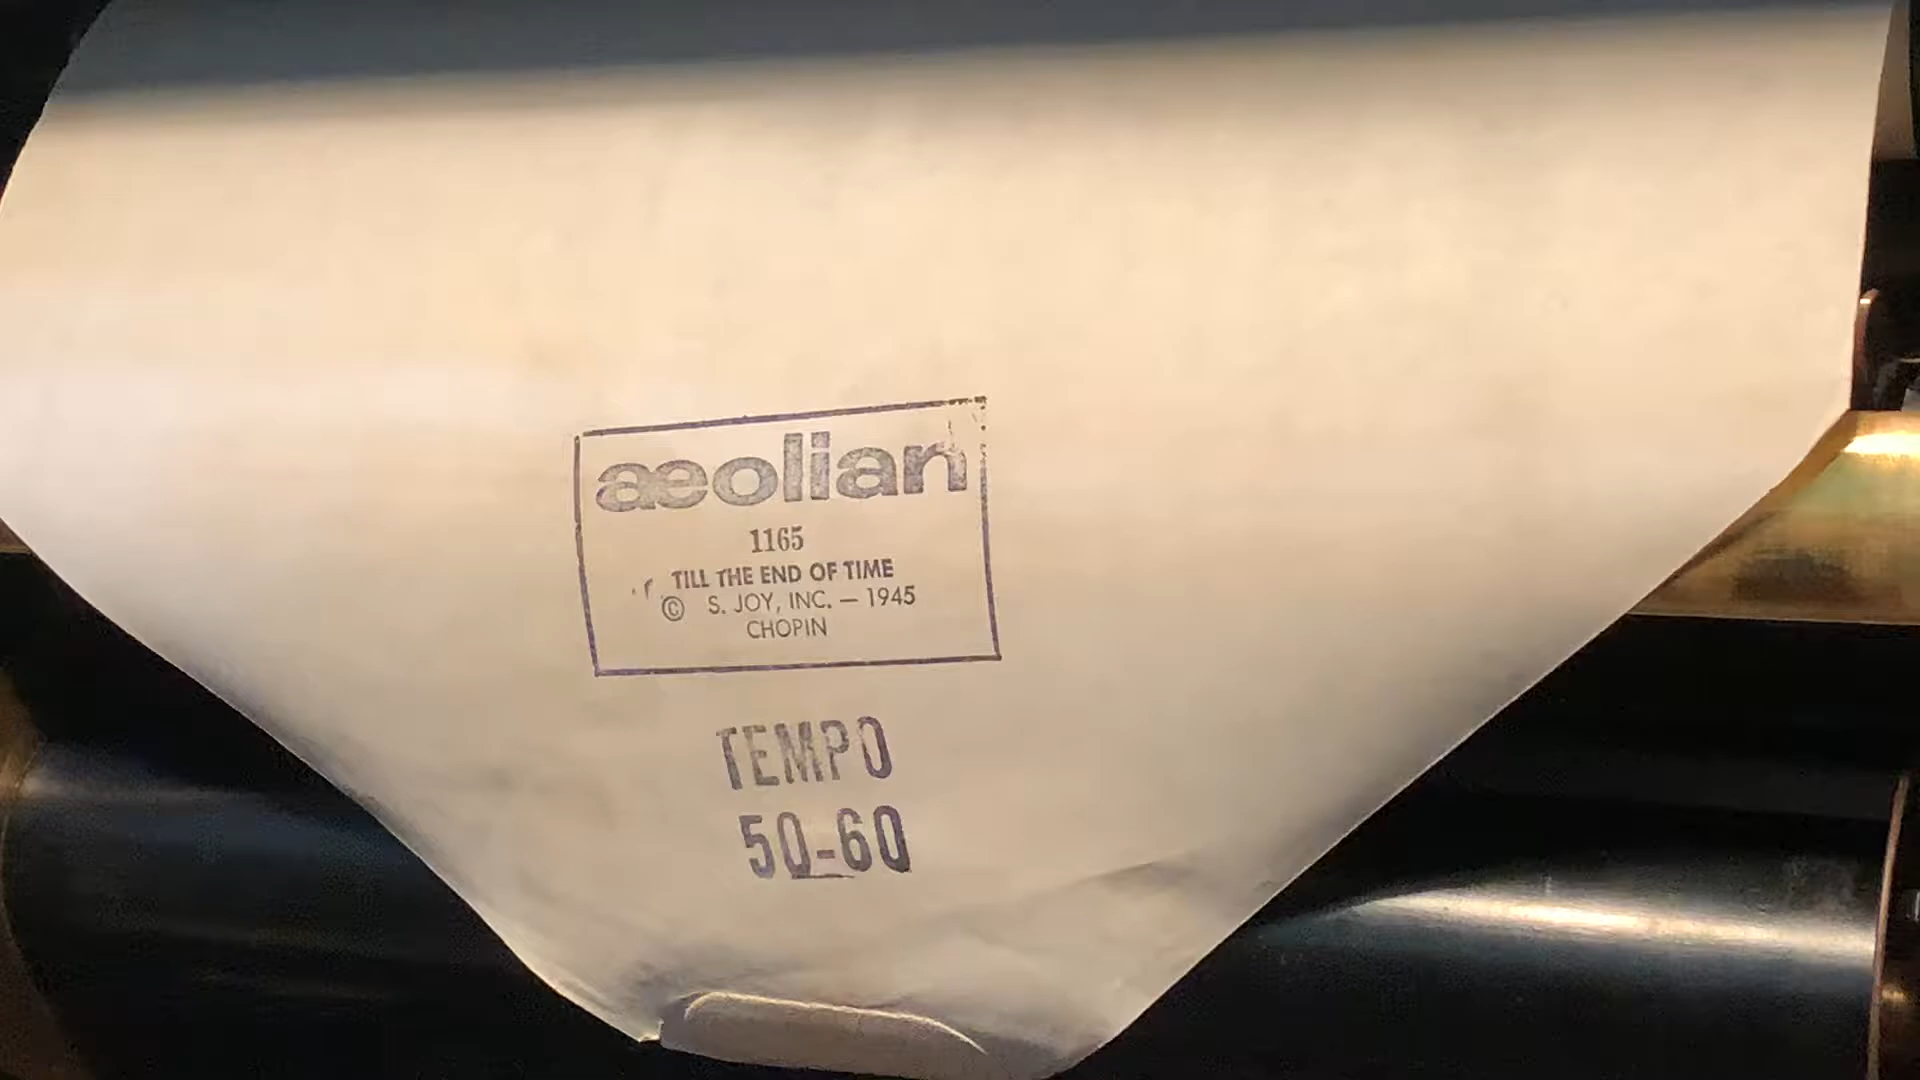 aeolian
1165
TILL THE END OF TIME
© S. JOY, INC. — 1945
CHOPIN
TEMPO
50-60